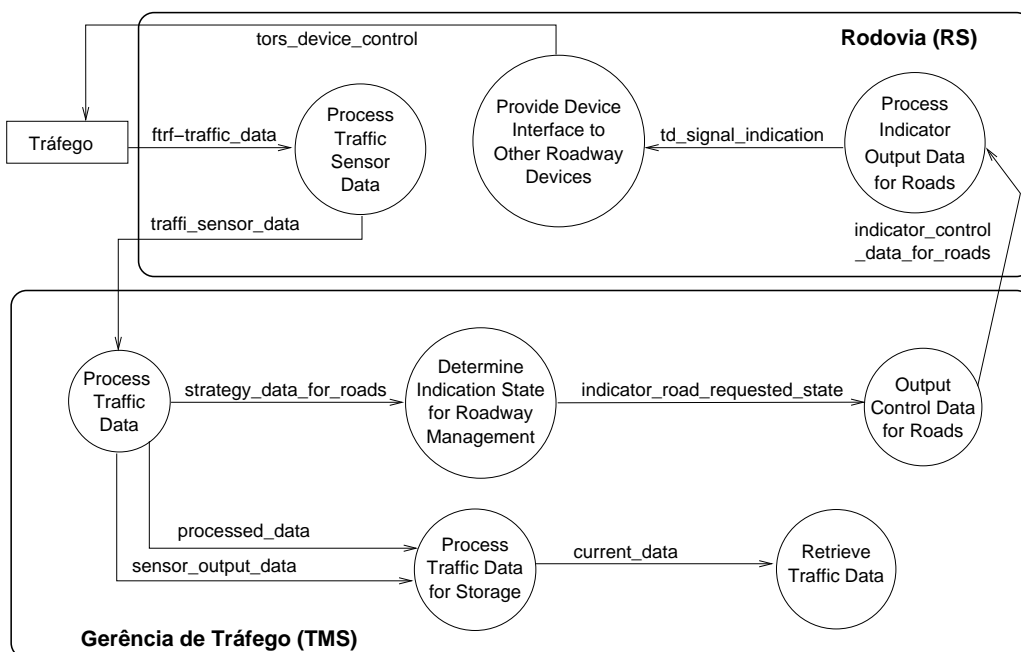 tors_device_control
Rodovia (RS)
Tráfego
ftrf–traffic_data
Process
Traffic
Sensor
Data
Provide Device
Interface to
Other Roadway
Devices
td_signal_indication
Process
Indicator
Output Data
for Roads
traffi_sensor_data
indicator_control
_data_for_roads
Process
Traffic
Data
strategy_data_for_roads
Determine
Indication State
for Roadway
Management
indicator_road_requested_state
Output
Control Data
for Roads
processed_data
sensor_output_data
Process
Traffic Data
for Storage
current_data
Retrieve
Traffic Data
Gerência de Tráfego (TMS)